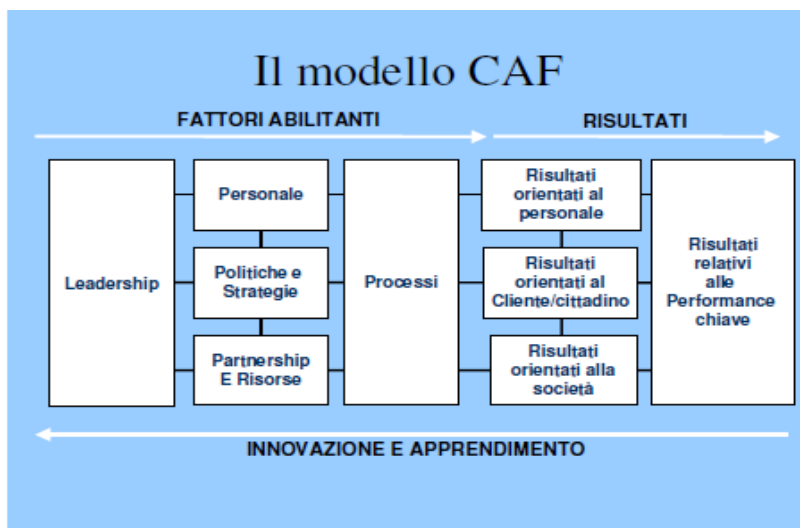 Il modello CAF
FATTORI ABILITANTI
RISULTATI
Leadership
Personale
Politiche e
Strategie
Partnership
E Risorse
Processi
Risultati
orientati al
personale
Risultati
orientati al
Cliente/cittadino
Risultati
orientati alla
società
Risultati
relativi
alle
Performance
chiave
INNOVAZIONE E APPRENDIMENTO